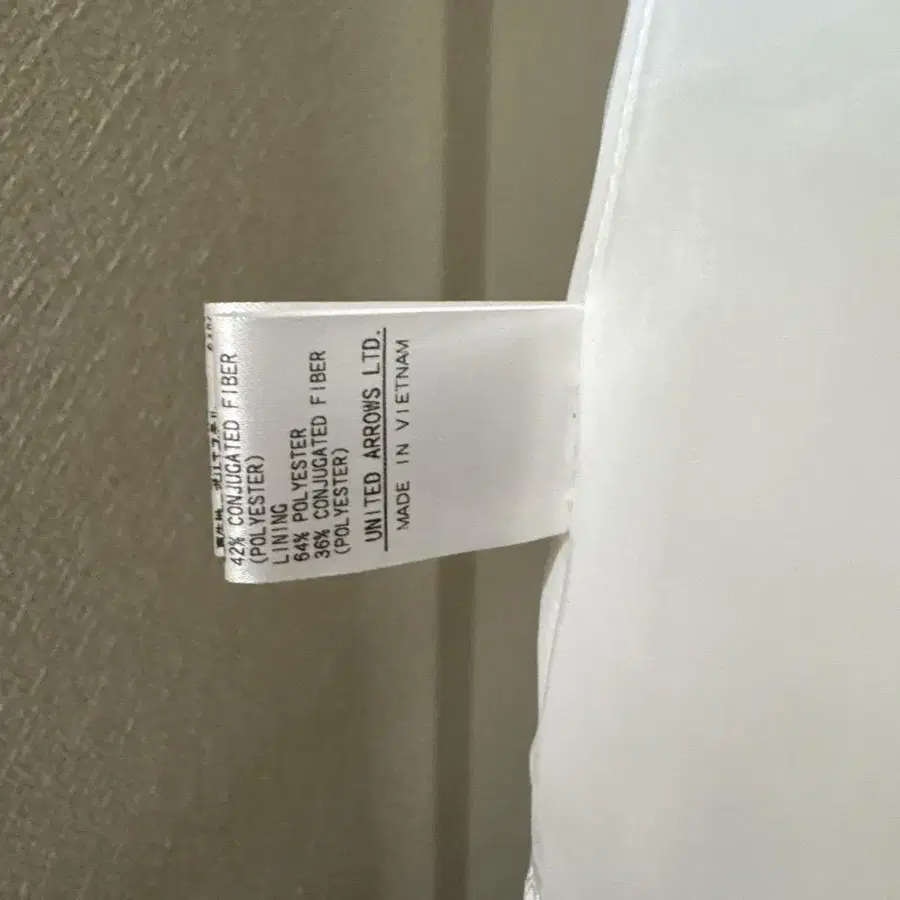 42% CONJUGATED FIBER
(POLYESTER)
LINING
64% POLYESTER
36% CONJUGATED FIBER
(POLYESTER)
UNITED ARROWS LTD.
MADE IN VIETNAM